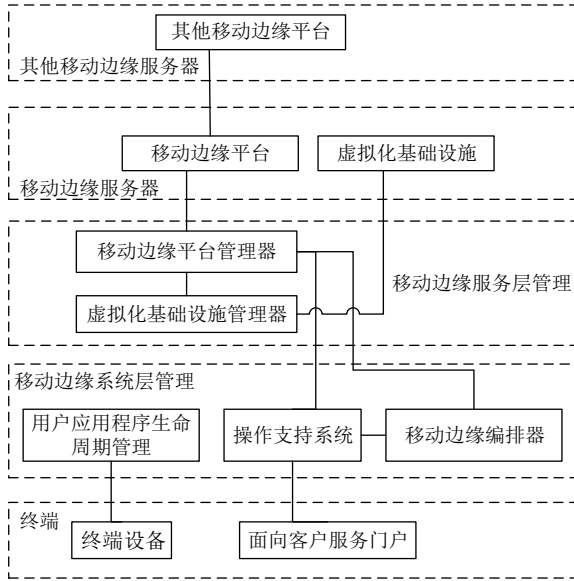 其他移动边缘平台
其他移动边缘服务器
移动边缘平台
虚拟化基础设施
移动边缘服务器
移动边缘平台管理器
移动边缘服务层管理
虚拟化基础设施管理器
移动边缘系统层管理
用户应用程序生命
周期管理
操作支持系统
移动边缘编排器
终端
终端设备
面向客户服务门户